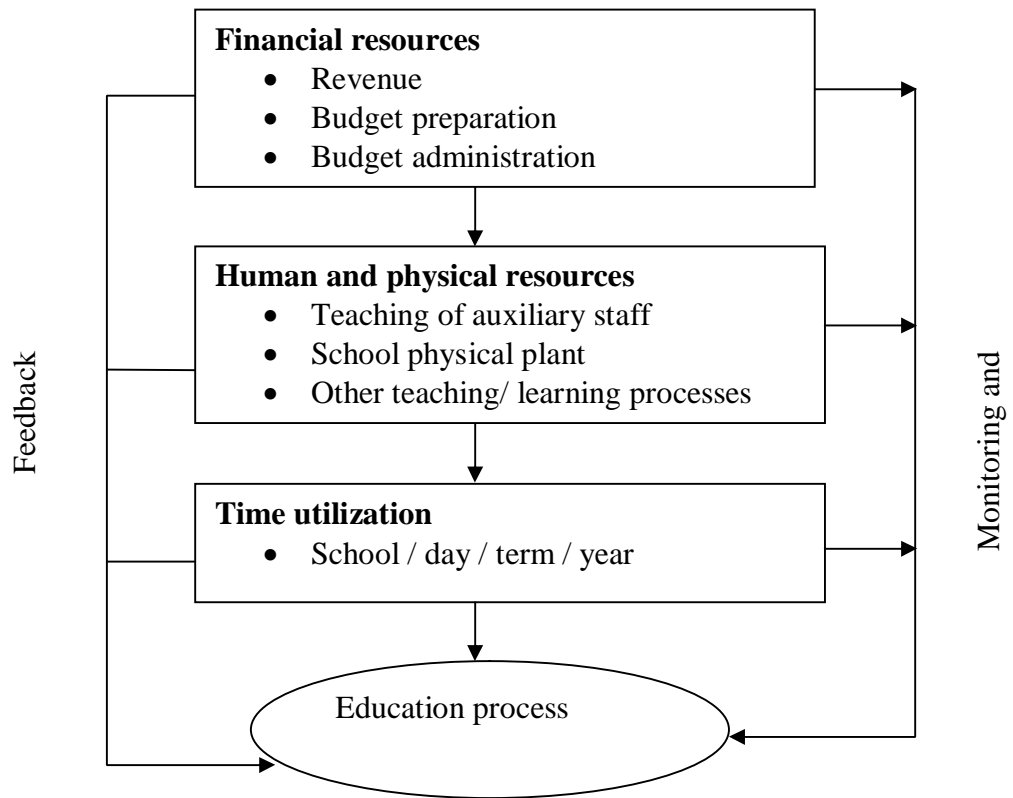 Financial resources
• Revenue
• Budget preparation
• Budget administration
Human and physical resources
• Teaching of auxiliary staff
• School physical plant
• Other teaching/ learning processes
Feedback
Monitoring and
Time utilization
• School / day / term / year
Education process